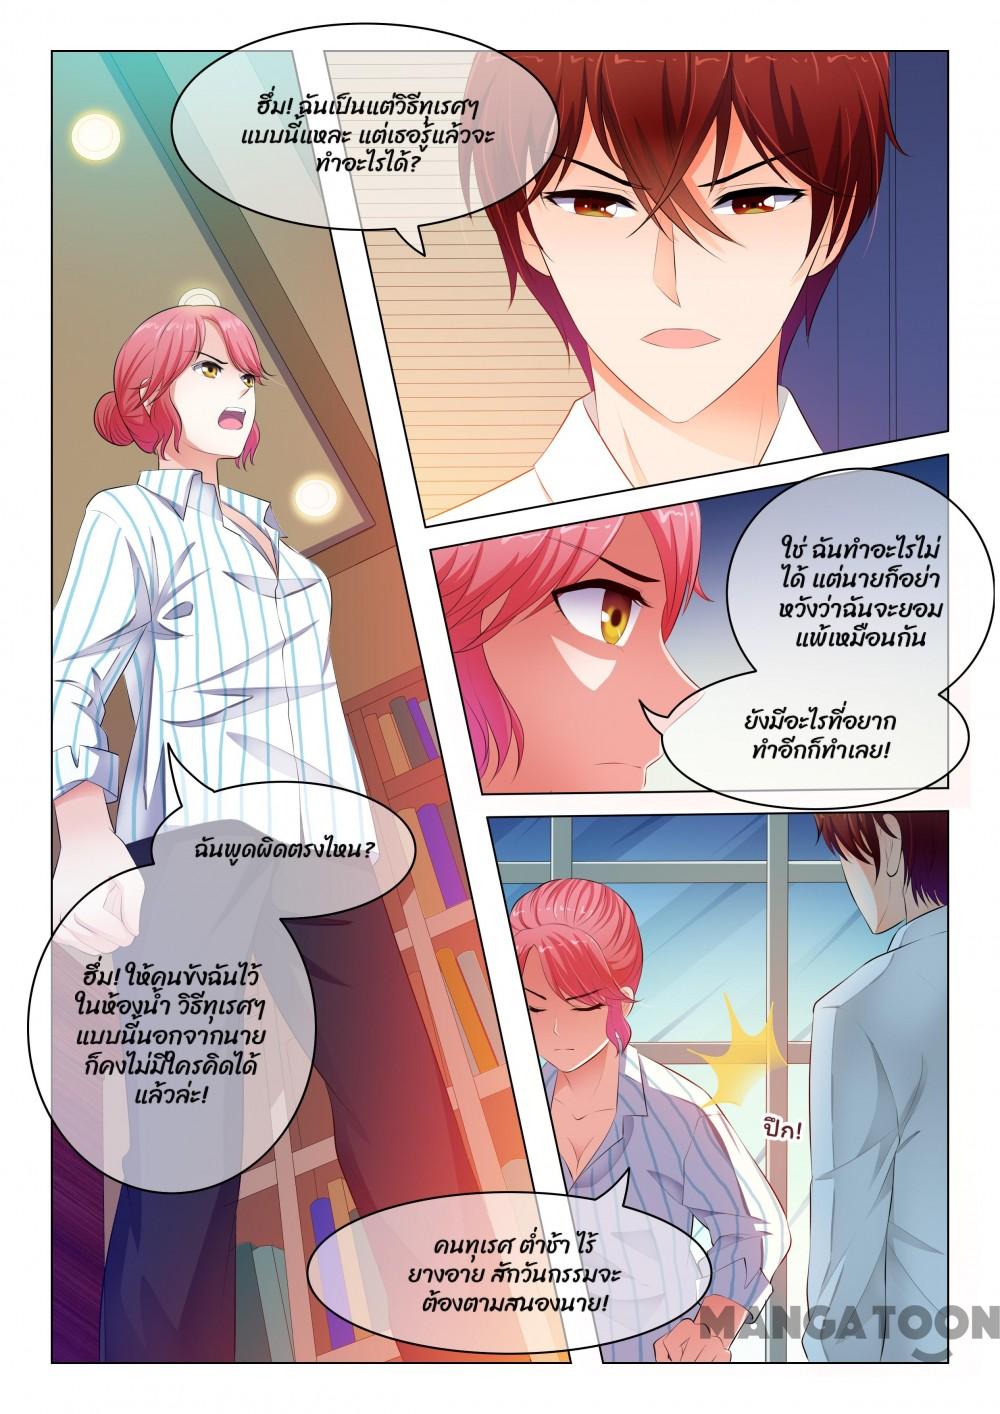 ฮึ่ม! ฉันเป็นแต่วิธีทุเรศๆ
แบบนี้แหละ แต่เธอรู้แล้วจะ
ทำอะไรได้?
ใช่ ฉันทำอะไรไม่
ได้ แต่นายก็อย่า
หวังว่าฉันจะยอม
แพ้เหมือนกัน
ยังมีอะไรที่อยาก
ทำอีกก็ทำเลย!
ฉันพูดผิดตรงไหน?
ฮึ่ม! ให้คนขังฉันไว้
ในห้องน้ำ วิธีทุเรศๆ
แบบนี้นอกจากนาย
ก็คงไม่มีใครคิดได้
แล้วล่ะ!
ปึก!
คนทุเรศ ต่ำช้า ไร้
ยางอาย สักวันกรรมจะ
ต้องตามสนองนาย!
MANGATOON